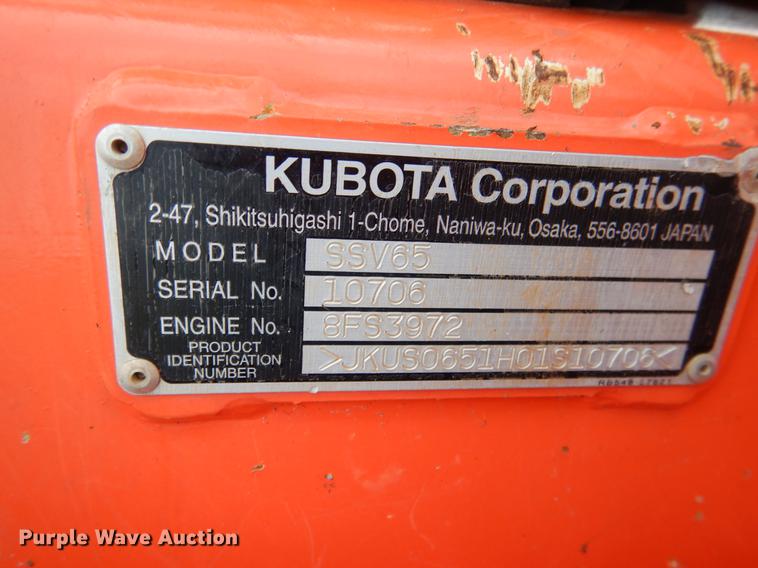 KUBOTA Corporation
2-47, Shikitsuhigashi 1-Chome, Naniwa-ku, Osaka, 556-8601 JAPAN
MODEL SSV65
SERIAL No. 10706
ENGINE No. 8FS3972
PRODUCT IDENTIFICATION NUMBER >JKUS0651H01S10706<
Purple Wave Auction